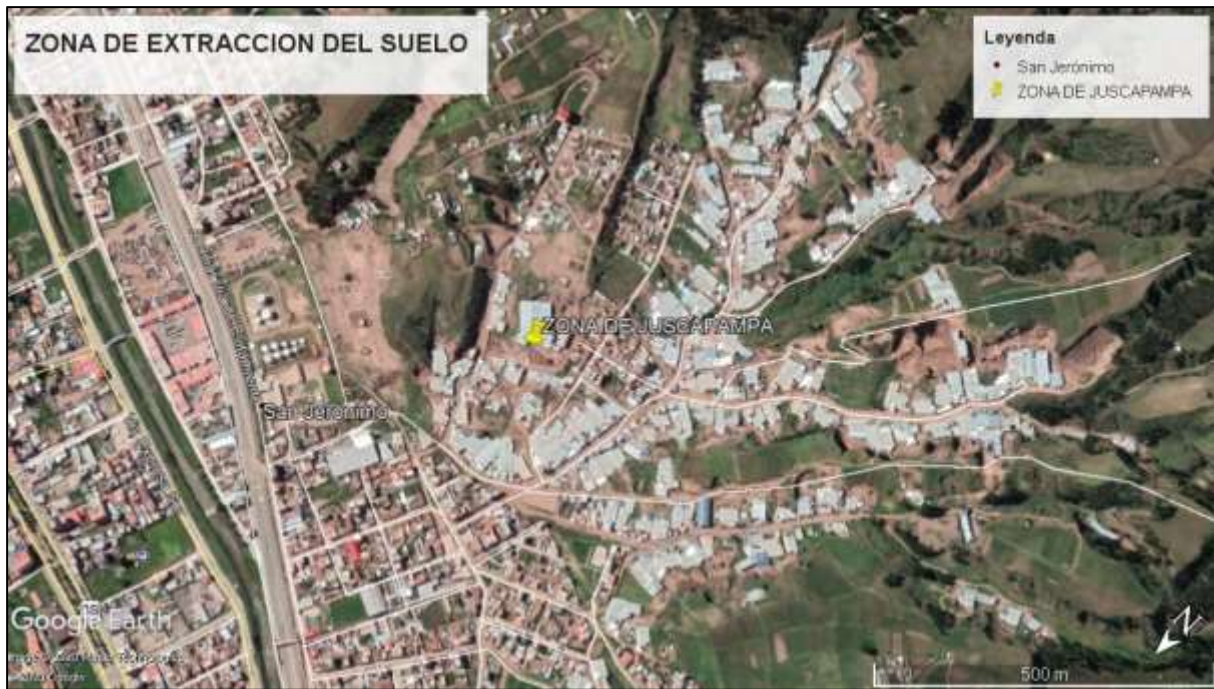 ZONA DE EXTRACCION DEL SUELO
Leyenda
San Jerónimo
ZONA DE JUSCAPAMPA
ZONA DE JUSCAPAMPA
San Jerónimo
Google Earth
N
500 m